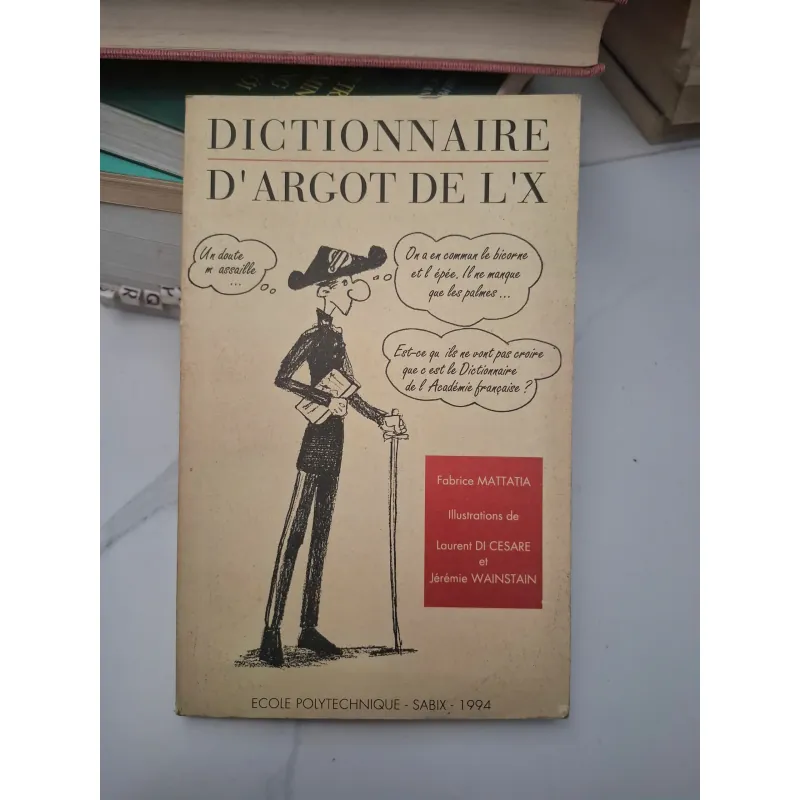 DICTIONNAIRE
D'ARGOT DE L'X
Un doute
m assaille
...
On a en commun le bicorne
et l épée. Il ne manque
que les palmes ...
Est-ce qu ils ne vont pas croire
que c est le Dictionnaire
de l Académie française ?
Fabrice MATTATIA
Illustrations de
Laurent DI CESARE
et
Jérémie WAINSTAIN
ECOLE POLYTECHNIQUE - SABIX - 1994